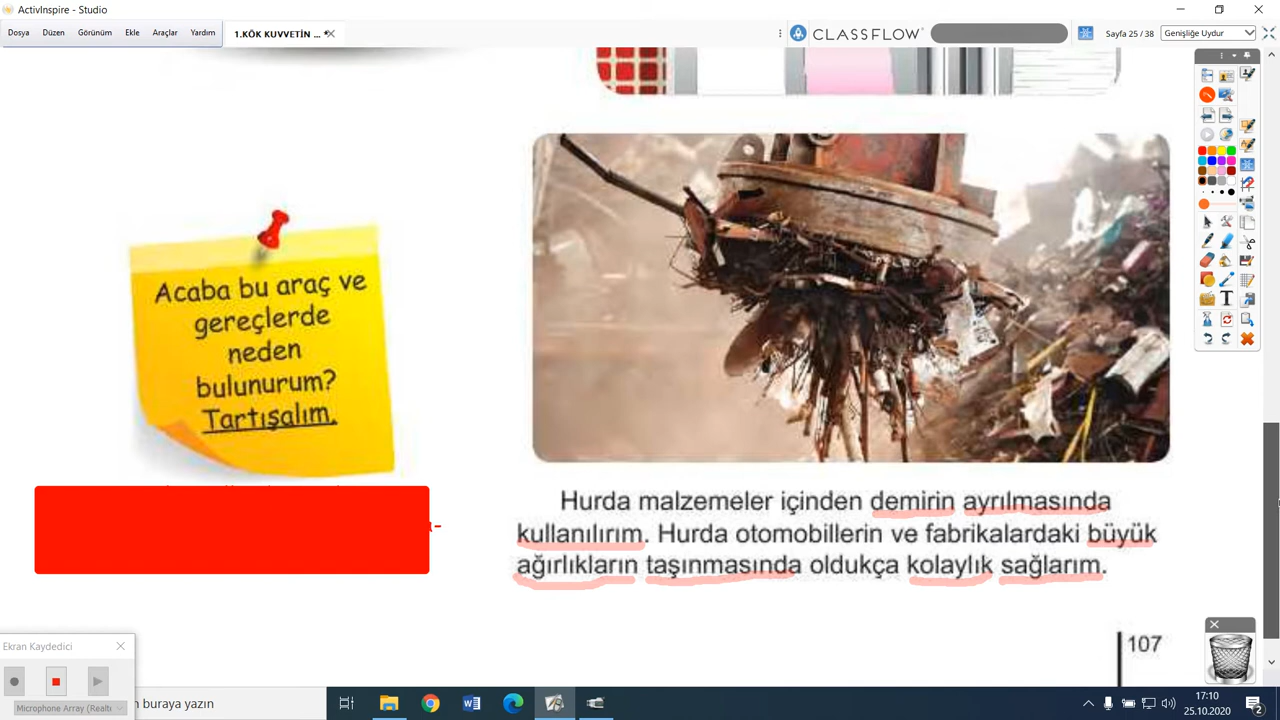 ActivInspire - Studio
Dosya Düzen Görünüm Ekle Araçlar Yardım
1.KÖK KUVVETİN ...
CLASSFLOW
Sayfa 25 / 38
Genişliğe Uydur
Acaba bu araç ve
gereçlerde
neden
bulunurum?
Tartışalım.
Hurda malzemeler içinden demirin ayrılmasında
kullanılırım. Hurda otomobillerin ve fabrikalardaki büyük
ağırlıkların taşınmasında oldukça kolaylık sağlarım.
107
Ekran Kaydedici
Microphone Array (Realt
buraya yazın
17:10
25.10.2020
2